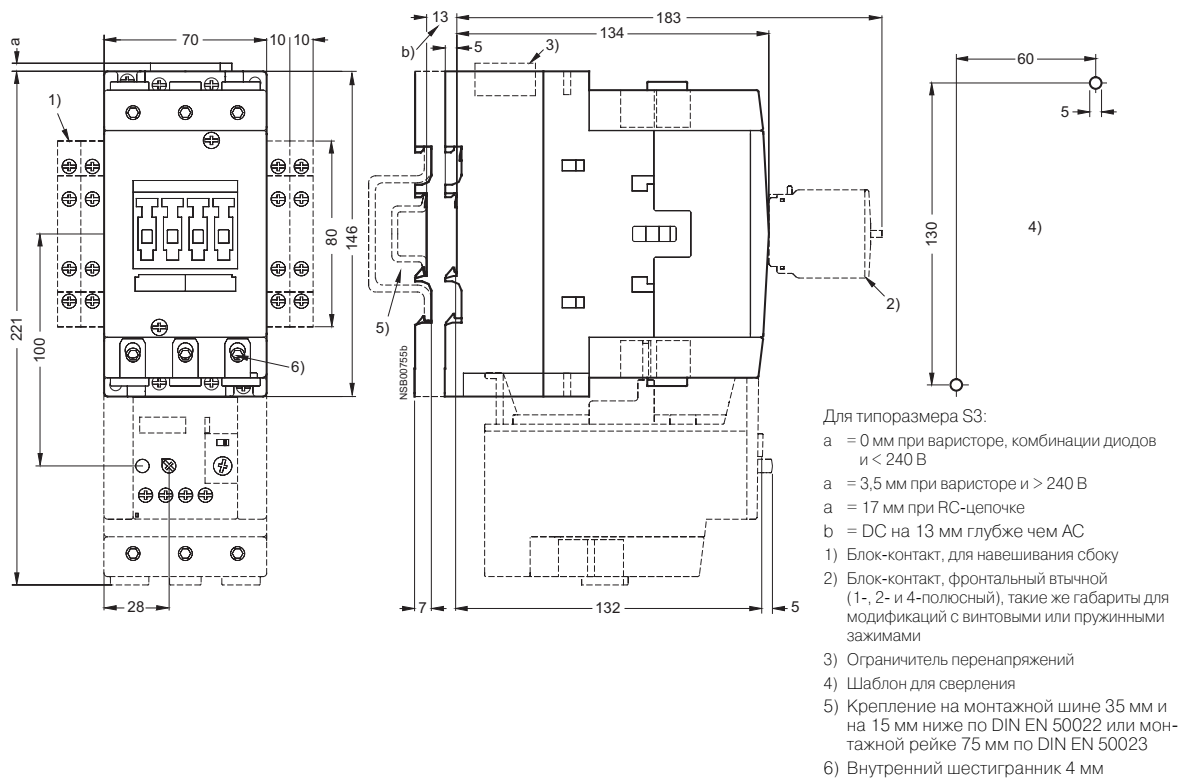 13
183
a
70
10
10
134
b)
5
3)
60
1)
5
80
146
130
4)
221
100
2)
5)
6)
NSB00755b
28
7
132
5
Для типоразмера S3:
a = 0 мм при варисторе, комбинации диодов
и < 240 В
a = 3,5 мм при варисторе и > 240 В
a = 17 мм при RC-цепочке
b = DC на 13 мм глубже чем AC
1) Блок-контакт, для навешивания сбоку
2) Блок-контакт, фронтальный втычной
(1-, 2- и 4-полюсный), такие же габариты для
модификаций с винтовыми или пружинными
зажимами
3) Ограничитель перенапряжений
4) Шаблон для сверления
5) Крепление на монтажной шине 35 мм и
на 15 мм ниже по DIN EN 50022 или мон-
тажной рейке 75 мм по DIN EN 50023
6) Внутренний шестигранник 4 мм